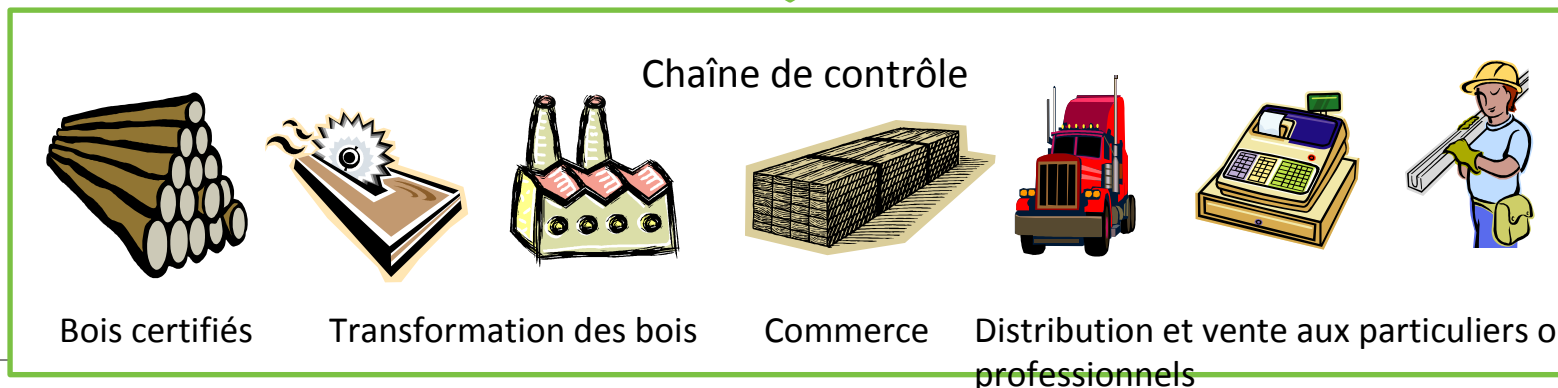 Chaîne de contrôle
Bois certifiés
Transformation des bois
Commerce
Distribution et vente aux particuliers o
professionnels